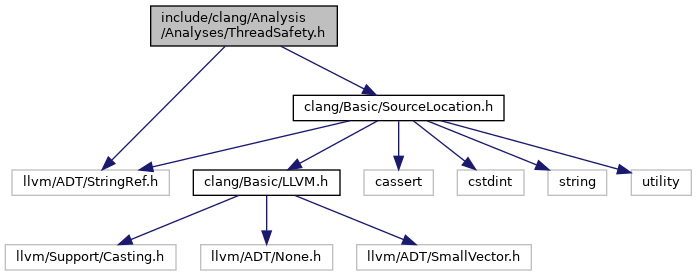 include/clang/Analysis
/Analyses/ThreadSafety.h
clang/Basic/SourceLocation.h
llvm/ADT/StringRef.h
clang/Basic/LLVM.h
cassert
cstdint
string
utility
llvm/Support/Casting.h
llvm/ADT/None.h
llvm/ADT/SmallVector.h